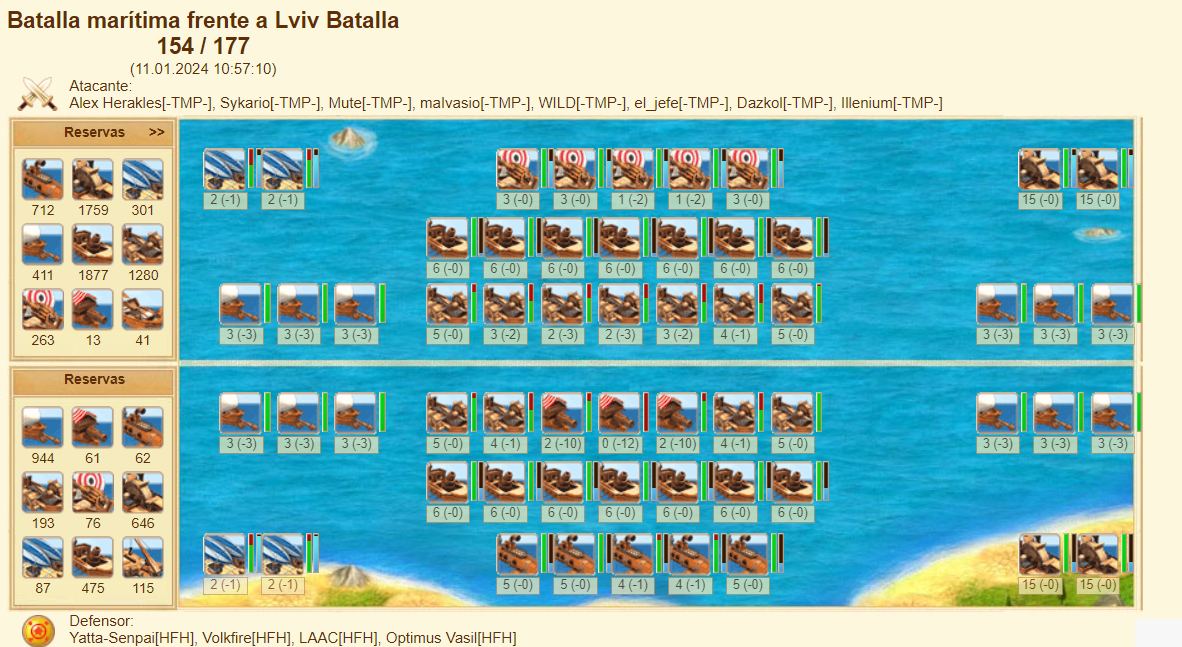 Batalla marítima frente a Lviv Batalla
154 / 177
(11.01.2024 10:57:10)
Atacante:
Alex Herakles[-TMP-], Sykario[-TMP-], Mute[-TMP-], malvasio[-TMP-], WILD[-TMP-], el_jefe[-TMP-], Dazkol[-TMP-], Illenium[-TMP-]
Reservas >>
712 1759 301
411 1877 1280
263 13 41
2 (-1) 2 (-1) 3 (-0) 3 (-0) 1 (-2) 1 (-2) 3 (-0) 15 (-0) 15 (-0)
6 (-0) 6 (-0) 6 (-0) 6 (-0) 6 (-0) 6 (-0) 6 (-0)
3 (-3) 3 (-3) 3 (-3) 5 (-0) 3 (-2) 2 (-3) 2 (-3) 3 (-2) 4 (-1) 5 (-0) 3 (-3) 3 (-3) 3 (-3)
Reservas
944 61 62
193 76 646
87 475 115
3 (-3) 3 (-3) 3 (-3) 5 (-0) 4 (-1) 2 (-10) 0 (-12) 2 (-10) 4 (-1) 5 (-0) 3 (-3) 3 (-3) 3 (-3)
6 (-0) 6 (-0) 6 (-0) 6 (-0) 6 (-0) 6 (-0) 6 (-0)
2 (-1) 2 (-1) 5 (-0) 5 (-0) 4 (-1) 4 (-1) 5 (-0) 15 (-0) 15 (-0)
Defensor:
Yatta-Senpai[HFH], Volkfire[HFH], LAAC[HFH], Optimus Vasil[HFH]